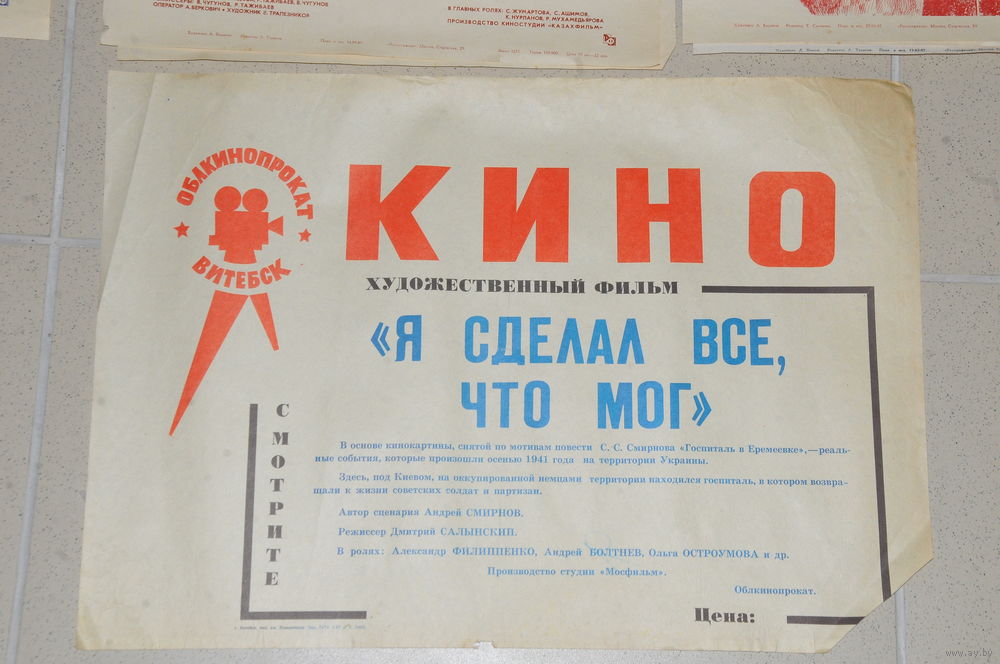 ОПЕРАТОР А. БЕРКОВИЧ • ХУДОЖНИК В. ТРАПЕЗНИКОВ
В ГЛАВНЫХ РОЛЯХ: С. ЖУМАРТОВА, С. АШИМОВ,
К. НУРЛАНОВ, Р. МУХАМЕДЬЯРОВА
ПРОИЗВОДСТВО КИНОСТУДИИ «КАЗАХФИЛЬМ»
ОБЛКИНОПРОКАТ
ВИТЕБСК
КИНО
ХУДОЖЕСТВЕННЫЙ ФИЛЬМ
«Я СДЕЛАЛ ВСЕ,
ЧТО МОГ»
СМОТРИТЕ
В основе кинокартины, снятой по мотивам повести С. С. Смирнова «Госпиталь в Еремеевке»,—реаль-
ные события, которые произошли осенью 1941 года на территории Украины.
Здесь, под Киевом, на оккупированной немцами территории находился госпиталь, в котором возвра-
щали к жизни советских солдат и партизан.
Автор сценария Андрей СМИРНОВ.
Режиссер Дмитрий САЛЫНСКИЙ.
В ролях: Александр ФИЛИППЕНКО, Андрей БОЛТНЕВ, Ольга ОСТРОУМОВА и др.
Производство студии «Мосфильм».
Облкинопрокат.
Цена:
www.ay.by